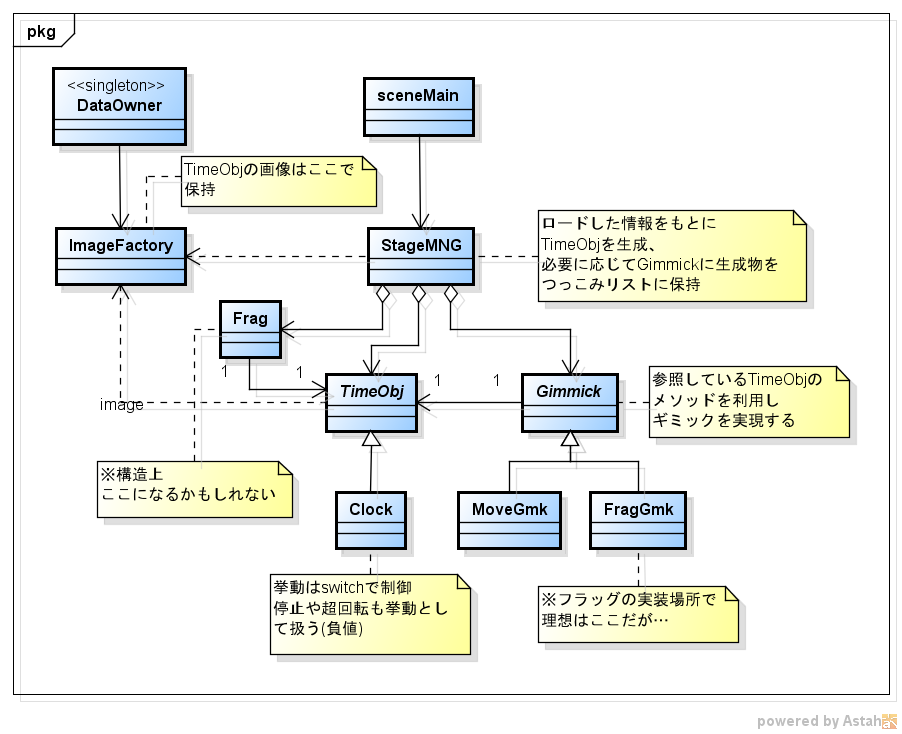 pkg
<<singleton>>
DataOwner
sceneMain
TimeObjの画像はここで
保持
ImageFactory
StageMNG
ロードした情報をもとに
TimeObjを生成、
必要に応じてGimmickに生成物を
つっこみリストに保持
Frag
1
1
TimeObj
1
1
Gimmick
参照しているTimeObjの
メソッドを利用し
ギミックを実現する
image
※構造上
ここになるかもしれない
Clock
MoveGmk
FragGmk
挙動はswitchで制御
停止や超回転も挙動とし
て扱う(負値)
※フラッグの実装場所で
理想はここだが…
powered by Astah